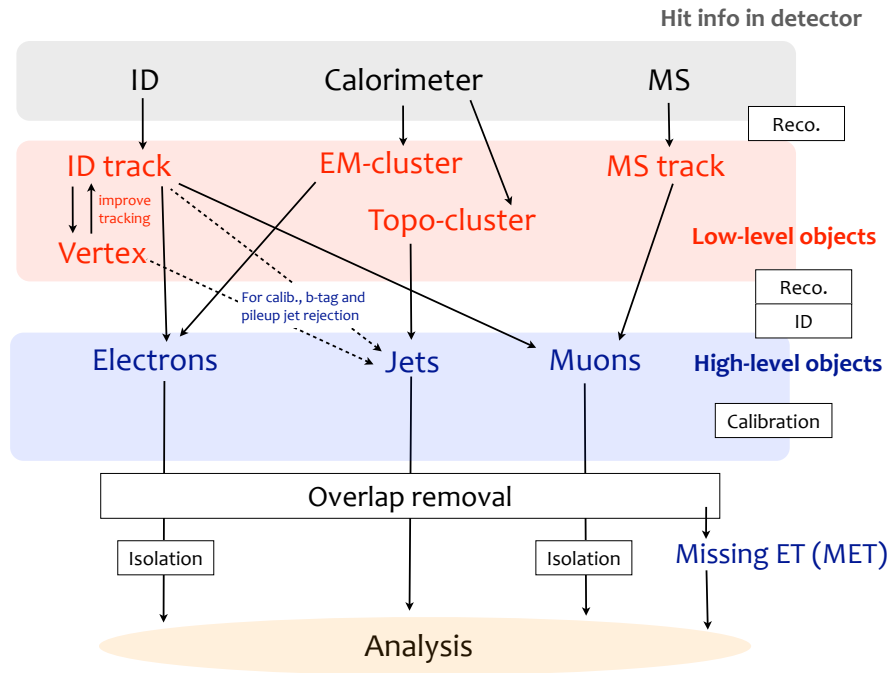 Hit info in detector
ID
Calorimeter
MS
Reco.
ID track
EM-cluster
MS track
improve
tracking
Topo-cluster
Vertex
Low-level objects
For calib., b-tag and
pileup jet rejection
Reco.
ID
Electrons
Jets
Muons
High-level objects
Calibration
Overlap removal
Isolation
Isolation
Missing ET (MET)
Analysis